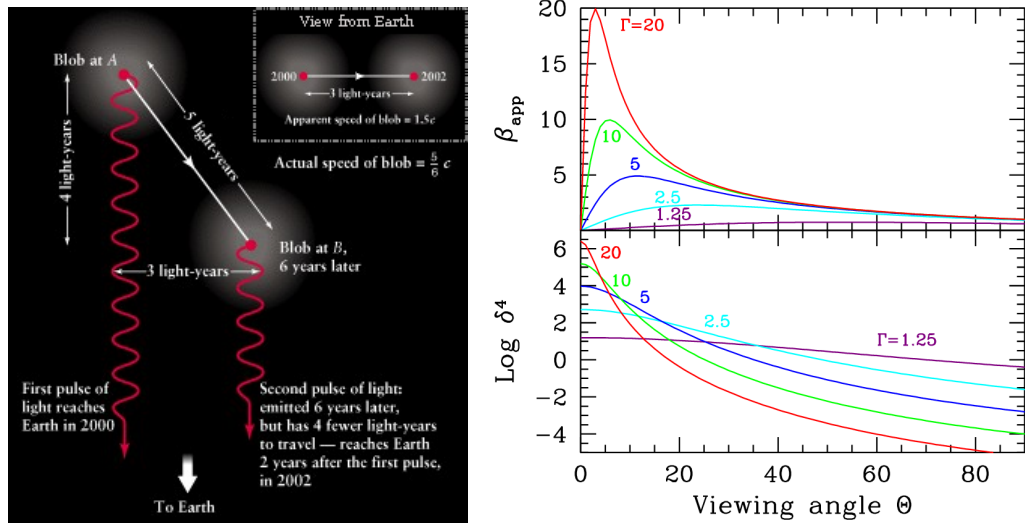 View from Earth
2000
2002
3 light-years
Apparent speed of blob = 1.5c
Blob at A
5 light-years
4 light-years
Actual speed of blob = 5/6 c
Blob at B,
6 years later
3 light-years
First pulse of
light reaches
Earth in 2000
Second pulse of light:
emitted 6 years later,
but has 4 fewer light-years
to travel — reaches Earth
2 years after the first pulse,
in 2002
To Earth
20
15
10
5
βapp
Γ=20
10
5
2.5
1.25
6
4
2
0
−2
−4
Log δ⁴
20
10
5
2.5
Γ=1.25
0
20
40
60
80
Viewing angle Θ